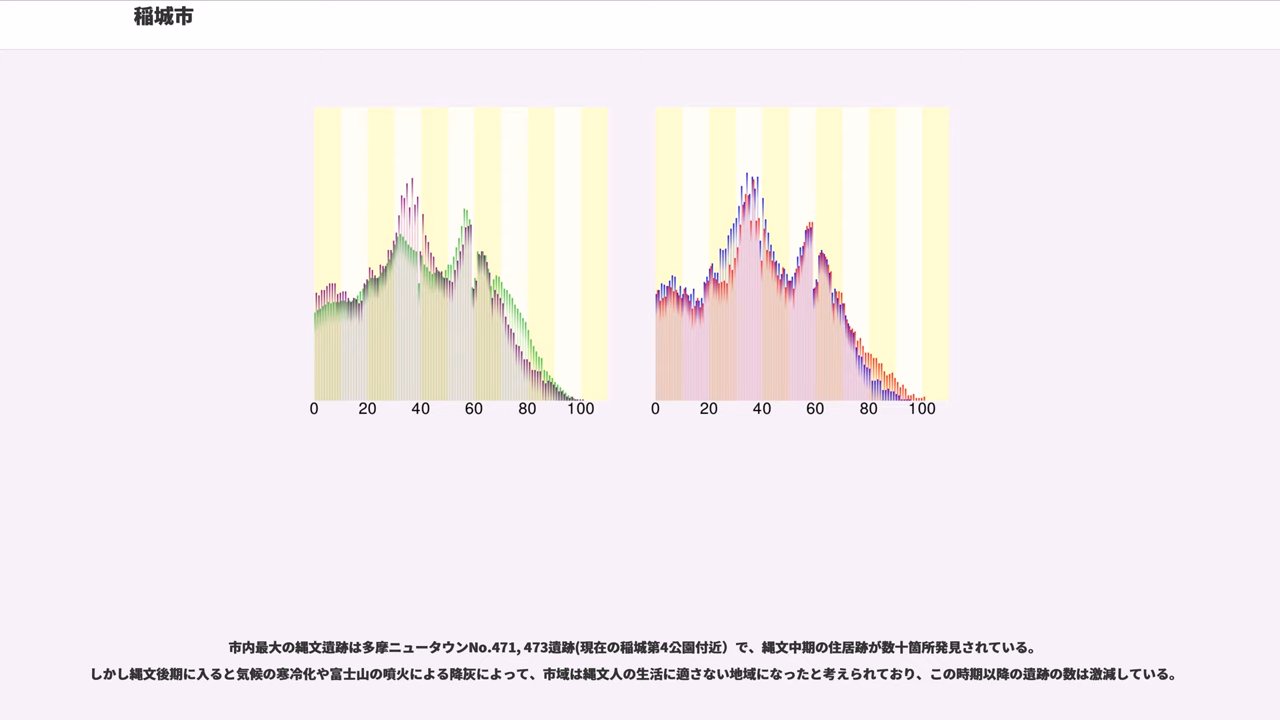 稲城市
0 20 40 60 80 100
0 20 40 60 80 100
市内最大の縄文遺跡は多摩ニュータウンNo.471, 473遺跡(現在の稲城第4公園付近）で、縄文中期の住居跡が数十箇所発見されている。
しかし縄文後期に入ると気候の寒冷化や富士山の噴火による降灰によって、市域は縄文人の生活に適さない地域になったと考えられており、この時期以降の遺跡の数は激減している。